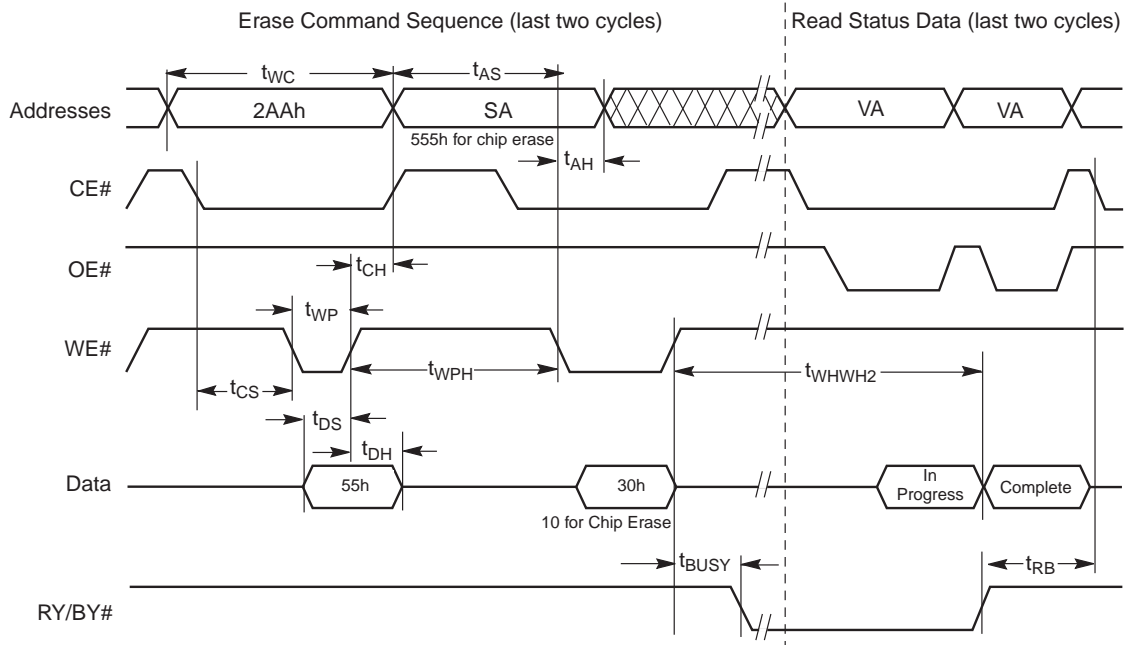 Erase Command Sequence (last two cycles)
Read Status Data (last two cycles)
tWC
tAS
Addresses
2AAh
SA
VA
VA
555h for chip erase
tAH
CE#
OE#
tCH
tWP
WE#
tWPH
tWHWH2
tCS
tDS
tDH
Data
55h
30h
In
Progress
Complete
10 for Chip Erase
tBUSY
tRB
RY/BY#